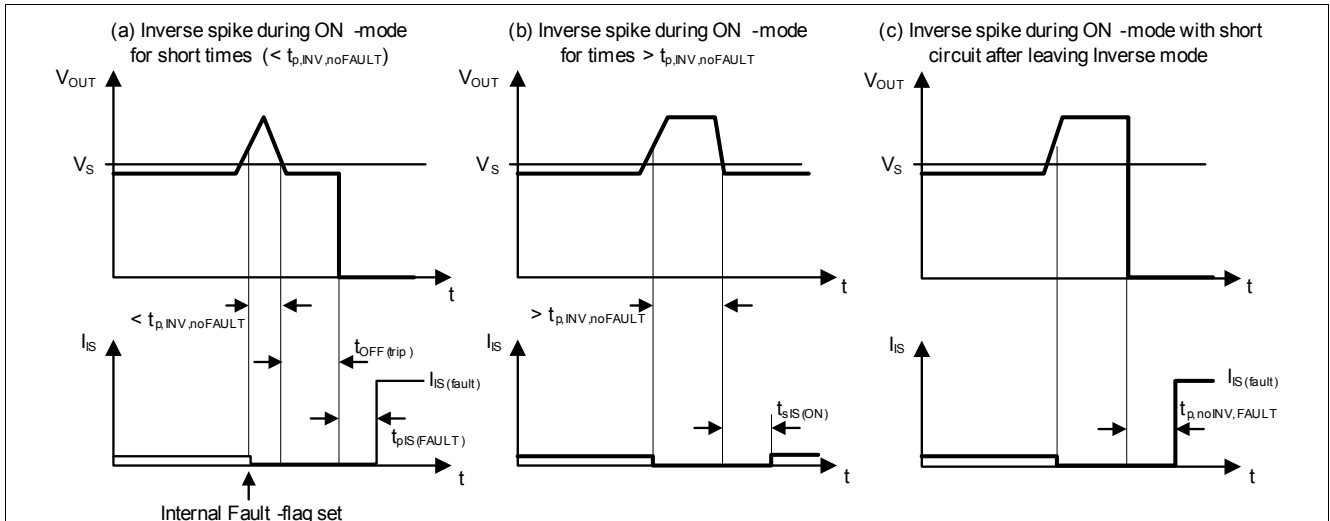 (a) Inverse spike during ON -mode
for short times (< tp,INV,noFAULT)
VOUT
VS
t
< tp,INV,noFAULT
IIS
tOFF(trip)
IIS(fault)
tpIS(FAULT)
t
Internal Fault -flag set
(b) Inverse spike during ON -mode
for times > tp,INV,noFAULT
VOUT
VS
t
> tp,INV,noFAULT
IIS
tsIS(ON)
t
(c) Inverse spike during ON -mode with short
circuit after leaving Inverse mode
VOUT
VS
t
IIS
IIS(fault)
tp,noINV,FAULT
t